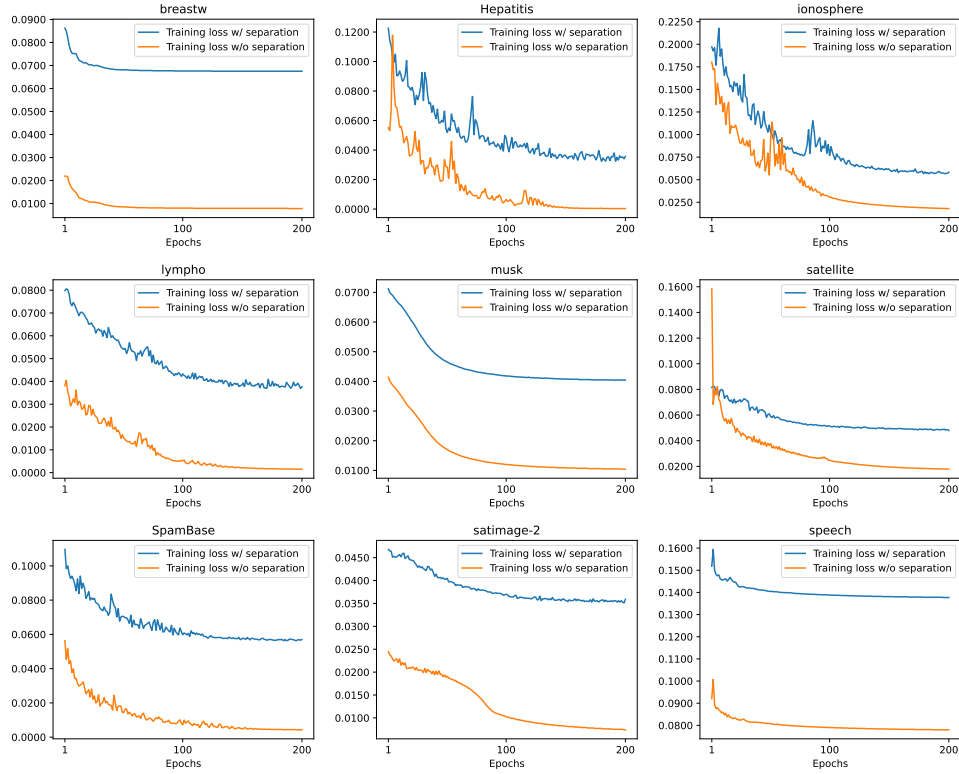 breastw
0.0900
0.0800
0.0700
0.0600
0.0500
0.0400
0.0300
0.0200
0.0100
Training loss w/ separation
Training loss w/o separation
1
100
200
Epochs
Hepatitis
0.1200
0.1000
0.0800
0.0600
0.0400
0.0200
0.0000
Training loss w/ separation
Training loss w/o separation
1
100
200
Epochs
ionosphere
0.2250
0.2000
0.1750
0.1500
0.1250
0.1000
0.0750
0.0500
0.0250
Training loss w/ separation
Training loss w/o separation
1
100
200
Epochs
lympho
0.0800
0.0700
0.0600
0.0500
0.0400
0.0300
0.0200
0.0100
0.0000
Training loss w/ separation
Training loss w/o separation
1
100
200
Epochs
musk
0.0700
0.0600
0.0500
0.0400
0.0300
0.0200
0.0100
Training loss w/ separation
Training loss w/o separation
1
100
200
Epochs
satellite
0.1600
0.1400
0.1200
0.1000
0.0800
0.0600
0.0400
0.0200
Training loss w/ separation
Training loss w/o separation
1
100
200
Epochs
SpamBase
0.1000
0.0800
0.0600
0.0400
0.0200
0.0000
Training loss w/ separation
Training loss w/o separation
1
100
200
Epochs
satimage-2
0.0450
0.0400
0.0350
0.0300
0.0250
0.0200
0.0150
0.0100
Training loss w/ separation
Training loss w/o separation
1
100
200
Epochs
speech
0.1600
0.1500
0.1400
0.1300
0.1200
0.1100
0.1000
0.0900
0.0800
Training loss w/ separation
Training loss w/o separation
1
100
200
Epochs